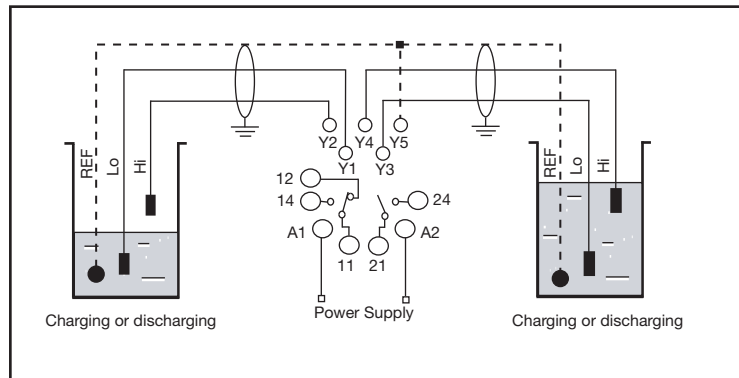 Y2 Y4 Y5
Y1 Y3
REF
Lo
Hi
REF
Lo
Hi
12
14
24
A1
A2
11
21
Power Supply
Charging or discharging
Charging or discharging